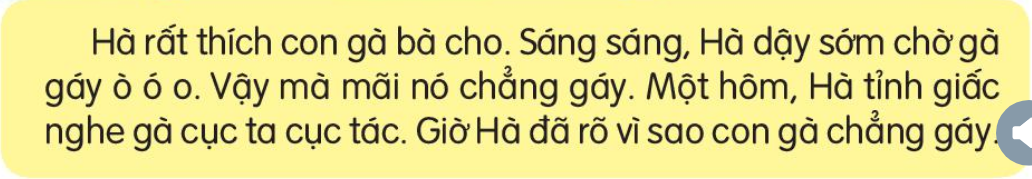 Hà rất thích con gà bà cho. Sáng sáng, Hà dậy sớm chờ gà
gáy ò ó o. Vậy mà mãi nó chẳng gáy. Một hôm, Hà tỉnh giấc
nghe gà cục ta cục tác. Giờ Hà đã rõ vì sao con gà chẳng gáy.